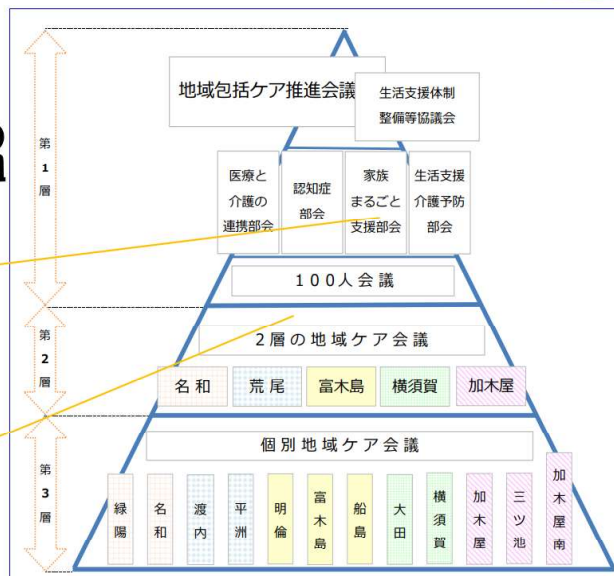 地域包括ケア推進会議
生活支援体制
整備等協議会
第1層
医療と
介護の
連携部会
認知症
部会
家族
まるごと
支援部会
生活支援
介護予防
部会
100人会議
第2層
2層の地域ケア会議
名和
荒尾
富木島
横須賀
加木屋
第3層
個別地域ケア会議
緑陽
名和
渡内
平洲
明倫
富木島
船島
大田
横須賀
加木屋
三ツ池
加木屋南